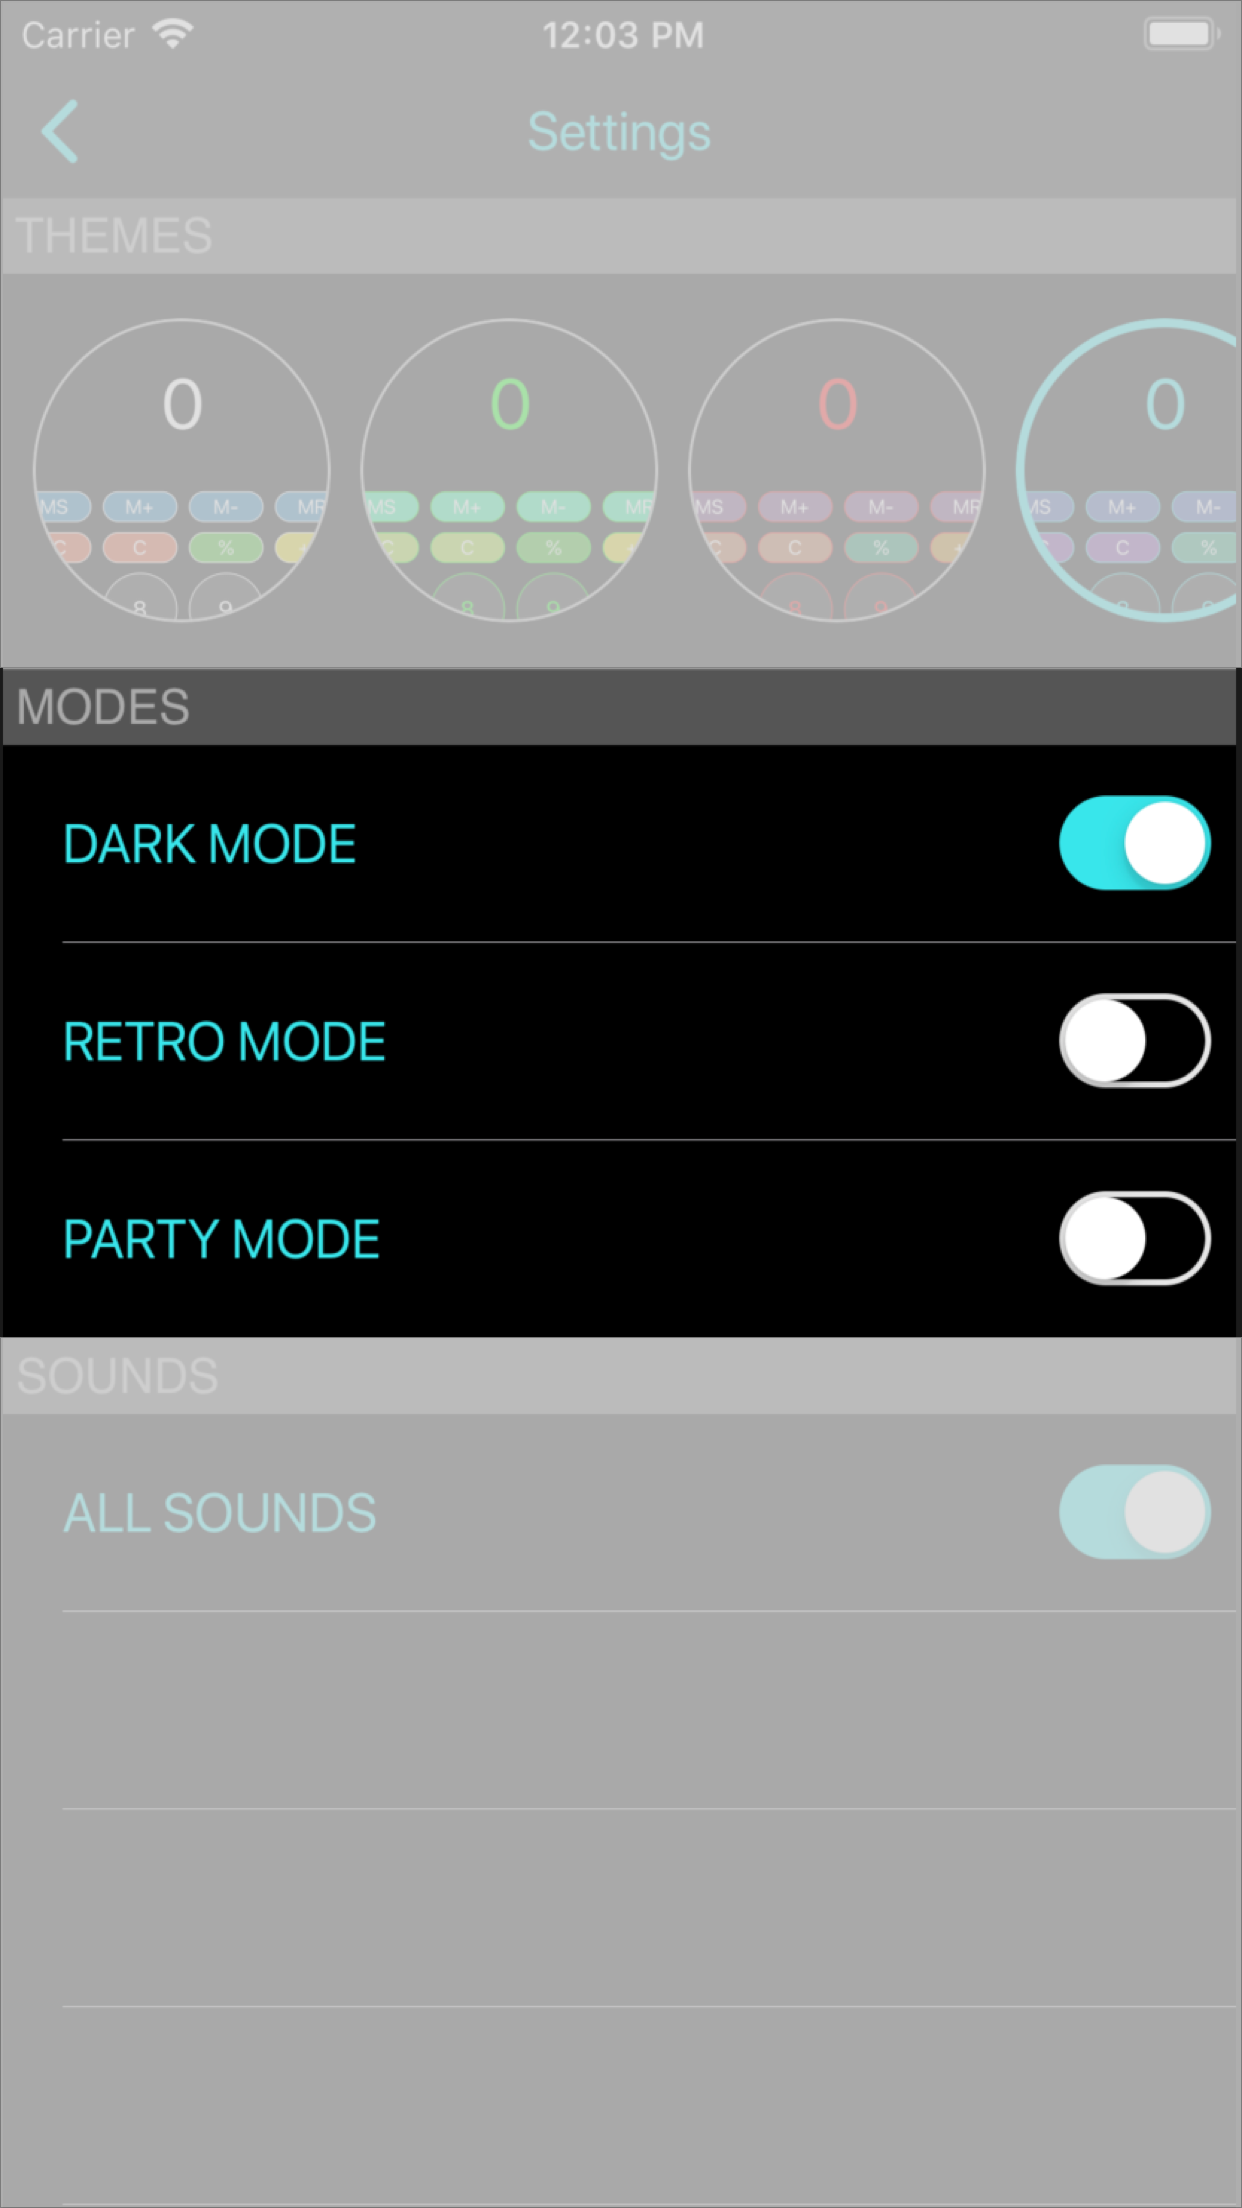 Carrier 12:03 PM
Settings
THEMES
0 0 0 0
MS M+ M- MR MS M+ M- MR MS M+ M- MR MS M+ M-
C C % C C % C C % C %
8 9 8 9 8 9
MODES
DARK MODE
RETRO MODE
PARTY MODE
SOUNDS
ALL SOUNDS